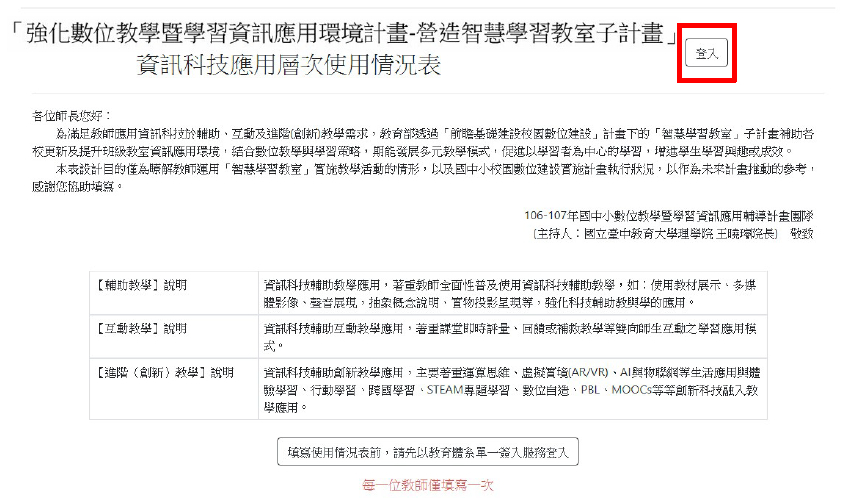 「強化數位教學暨學習資訊應用環境計畫-營造智慧學習教室子計畫」
資訊科技應用層次使用情況表
登入
各位師長您好：
為滿足教師應用資訊科技於輔助、互動及進階(創新)教學需求，教育部透過「前瞻基礎建設校園數位建設」計畫下的「智慧學習教室」子計畫補助各
校更新及提升班級教室資訊應用環境，結合數位教學與學習策略，期能發展多元教學模式，促進以學習者為中心的學習，增進學生學習興趣或成效。
本表設計目的僅為瞭解教師運用「智慧學習教室」實施教學活動的情形，以及國中小校園數位建設實施計畫執行狀況，以作為未來計畫推動的參考，
感謝您協助填寫。
106-107年國中小數位教學暨學習資訊應用輔導計畫團隊
(主持人：國立臺中教育大學理學院 王曉璿院長) 敬致
【輔助教學】說明
資訊科技輔助教學應用，著重教師全面性普及使用資訊科技輔助教學，如：使用教材展示、多媒
體影像、聲音展現，抽象概念說明、實物投影呈現等，強化科技輔助教與學的應用。
【互動教學】說明
資訊科技輔助互動教學應用，著重課堂即時評量、回饋或補救教學等雙向師生互動之學習應用模
式。
【進階（創新）教學】說明
資訊科技輔助創新教學應用，主要著重運算思維、虛擬實境(AR/VR)、AI與物聯網等生活應用與體
驗學習、行動學習、跨國學習、STEAM專題學習、數位自造、PBL、MOOCs等等創新科技融入教
學應用。
填寫使用情況表前，請先以教育體系單一簽入服務登入
每一位教師僅填寫一次